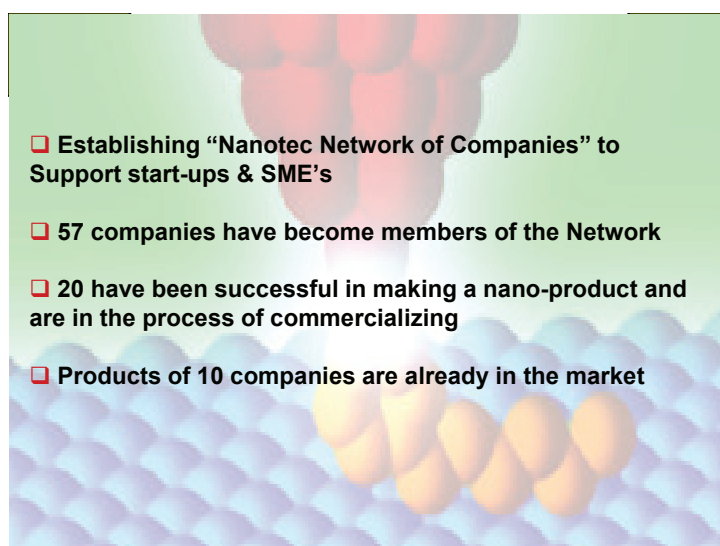 ❑ Establishing “Nanotec Network of Companies” to
Support start-ups & SME’s
❑ 57 companies have become members of the Network
❑ 20 have been successful in making a nano-product and
are in the process of commercializing
❑ Products of 10 companies are already in the market